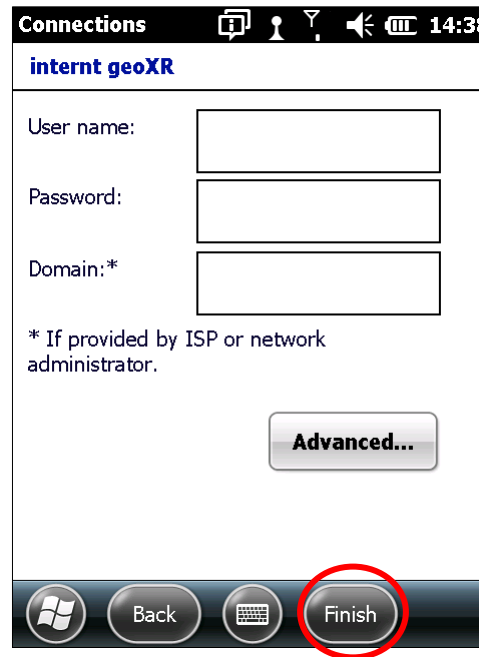 Connections 14:38
internt geoXR
User name:
Password:
Domain:*
* If provided by ISP or network
administrator.
Advanced...
Back Finish